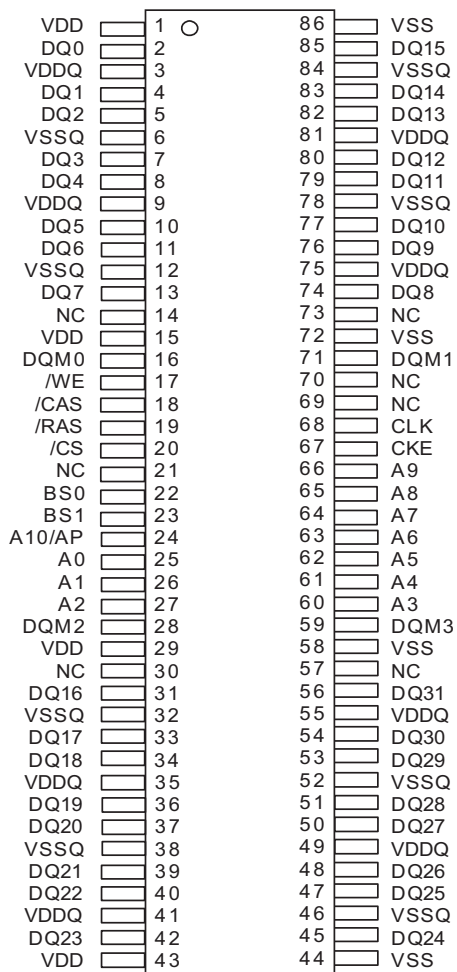 VDD 1 86 VSS
DQ0 2 85 DQ15
VDDQ 3 84 VSSQ
DQ1 4 83 DQ14
DQ2 5 82 DQ13
VSSQ 6 81 VDDQ
DQ3 7 80 DQ12
DQ4 8 79 DQ11
VDDQ 9 78 VSSQ
DQ5 10 77 DQ10
DQ6 11 76 DQ9
VSSQ 12 75 VDDQ
DQ7 13 74 DQ8
NC 14 73 NC
VDD 15 72 VSS
DQM0 16 71 DQM1
/WE 17 70 NC
/CAS 18 69 NC
/RAS 19 68 CLK
/CS 20 67 CKE
NC 21 66 A9
BS0 22 65 A8
BS1 23 64 A7
A10/AP 24 63 A6
A0 25 62 A5
A1 26 61 A4
A2 27 60 A3
DQM2 28 59 DQM3
VDD 29 58 VSS
NC 30 57 NC
DQ16 31 56 DQ31
VSSQ 32 55 VDDQ
DQ17 33 54 DQ30
DQ18 34 53 DQ29
VDDQ 35 52 VSSQ
DQ19 36 51 DQ28
DQ20 37 50 DQ27
VSSQ 38 49 VDDQ
DQ21 39 48 DQ26
DQ22 40 47 DQ25
VDDQ 41 46 VSSQ
DQ23 42 45 DQ24
VDD 43 44 VSS